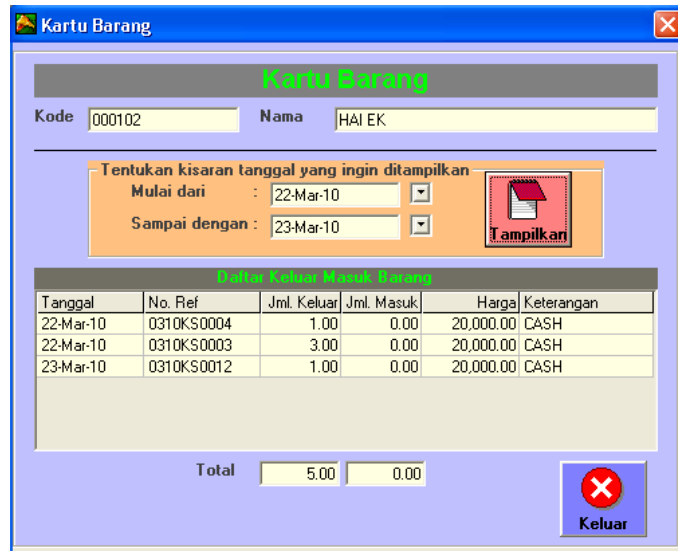 Kartu Barang
Kartu Barang
Kode 000102 Nama HAI EK
Tentukan kisaran tanggal yang ingin ditampilkan
Mulai dari : 22-Mar-10
Sampai dengan : 23-Mar-10
Tampilkan
Daftar Keluar Masuk Barang
Tanggal No. Ref Jml. Keluar Jml. Masuk Harga Keterangan
22-Mar-10 0310KS0004 1.00 0.00 20,000.00 CASH
22-Mar-10 0310KS0003 3.00 0.00 20,000.00 CASH
23-Mar-10 0310KS0012 1.00 0.00 20,000.00 CASH
Total 5.00 0.00
Keluar